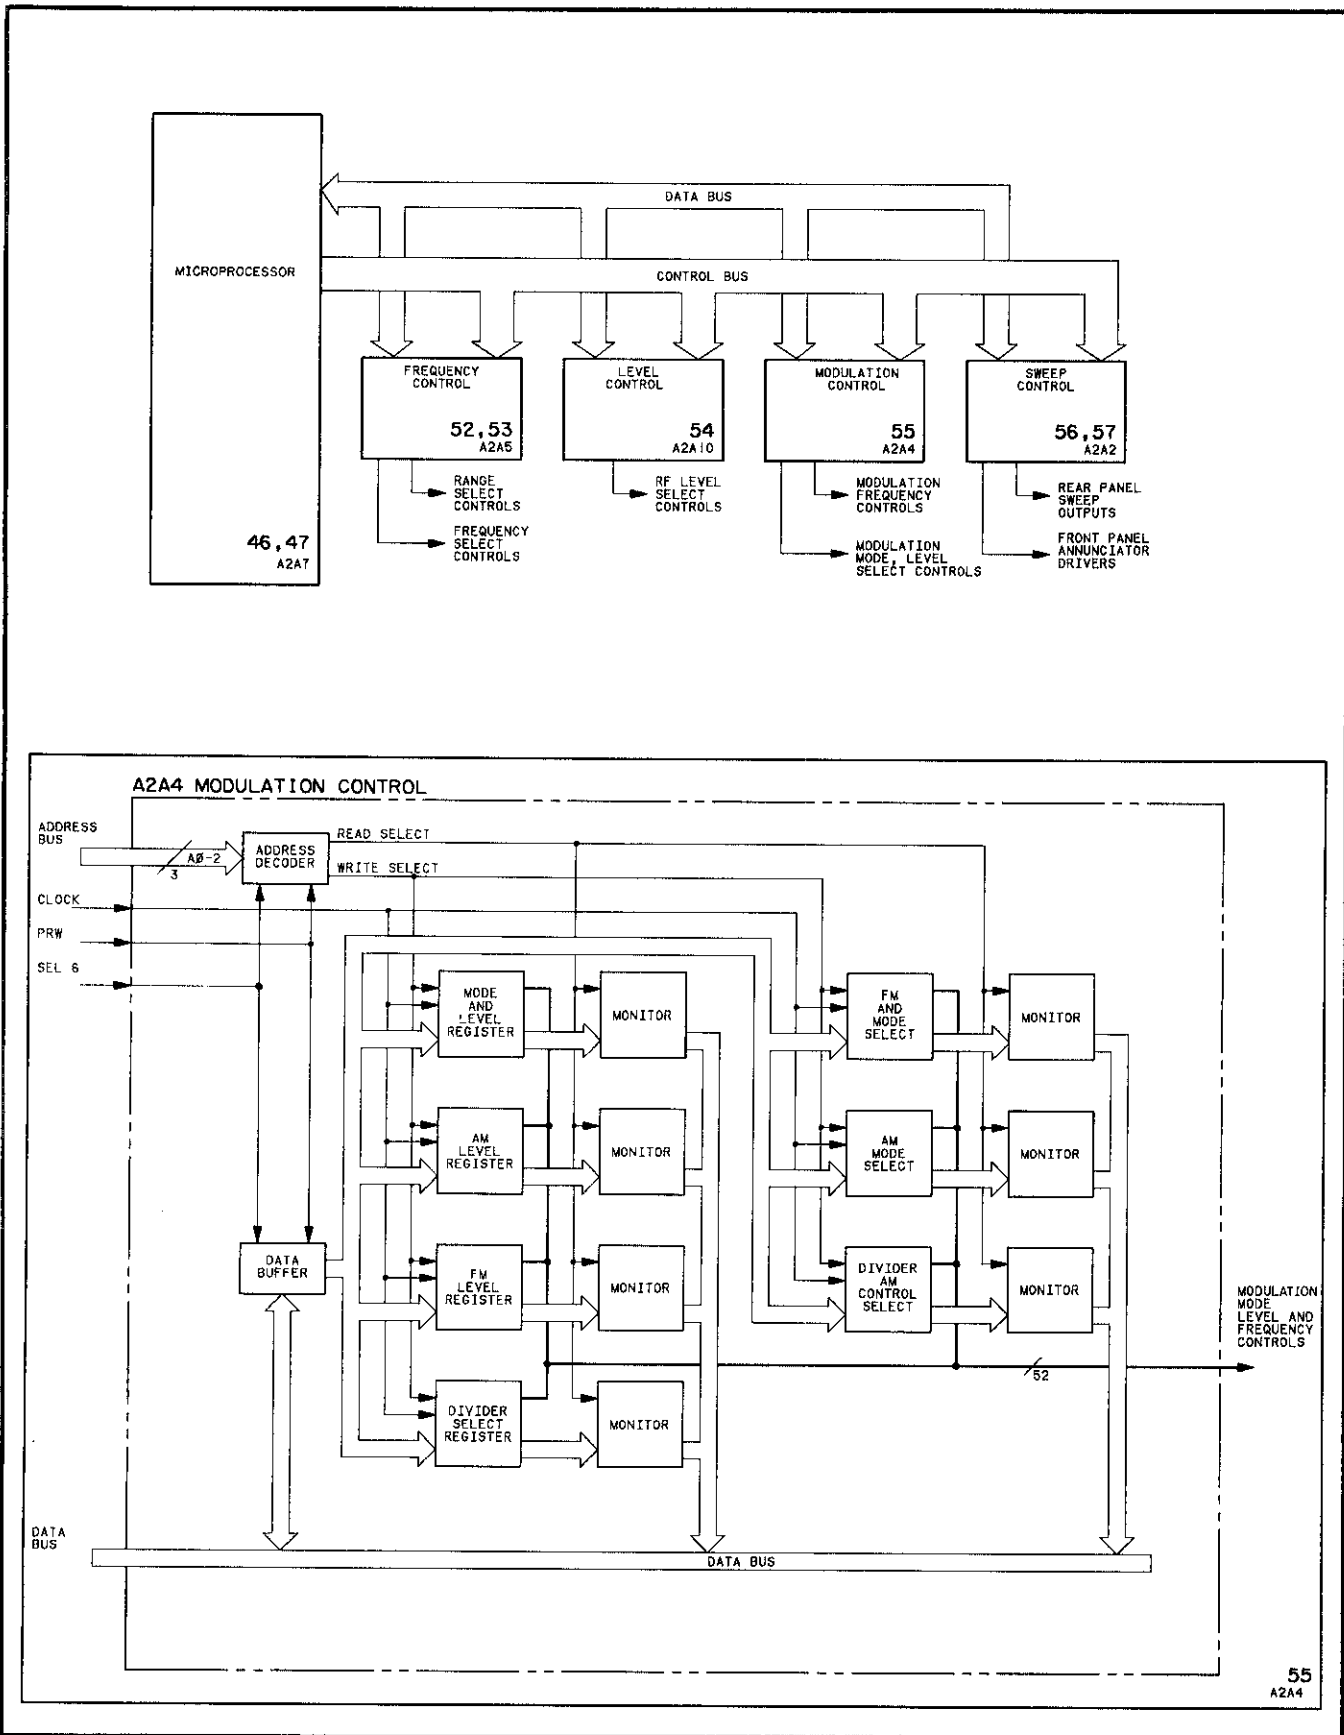 DATA BUS
MICROPROCESSOR
CONTROL BUS
FREQUENCY
CONTROL
52,53
A2A5
LEVEL
CONTROL
54
A2A10
MODULATION
CONTROL
55
A2A4
SWEEP
CONTROL
56,57
A2A2
RANGE
SELECT
CONTROLS
FREQUENCY
SELECT
CONTROLS
RF LEVEL
SELECT
CONTROLS
MODULATION
FREQUENCY
CONTROLS
MODULATION
MODE, LEVEL
SELECT CONTROLS
REAR PANEL
SWEEP
OUTPUTS
FRONT PANEL
ANNUNCIATOR
DRIVERS
46,47
A2A7
A2A4 MODULATION CONTROL
ADDRESS
BUS
AØ-2
3
ADDRESS
DECODER
READ SELECT
WRITE SELECT
CLOCK
PRW
SEL 6
MODE
AND
LEVEL
REGISTER
MONITOR
FM
AND
MODE
SELECT
MONITOR
AM
LEVEL
REGISTER
MONITOR
AM
MODE
SELECT
MONITOR
DATA
BUFFER
FM
LEVEL
REGISTER
MONITOR
DIVIDER
AM
CONTROL
SELECT
MONITOR
MODULATION
MODE
LEVEL AND
FREQUENCY
CONTROLS
52
DIVIDER
SELECT
REGISTER
MONITOR
DATA
BUS
DATA BUS
55
A2A4